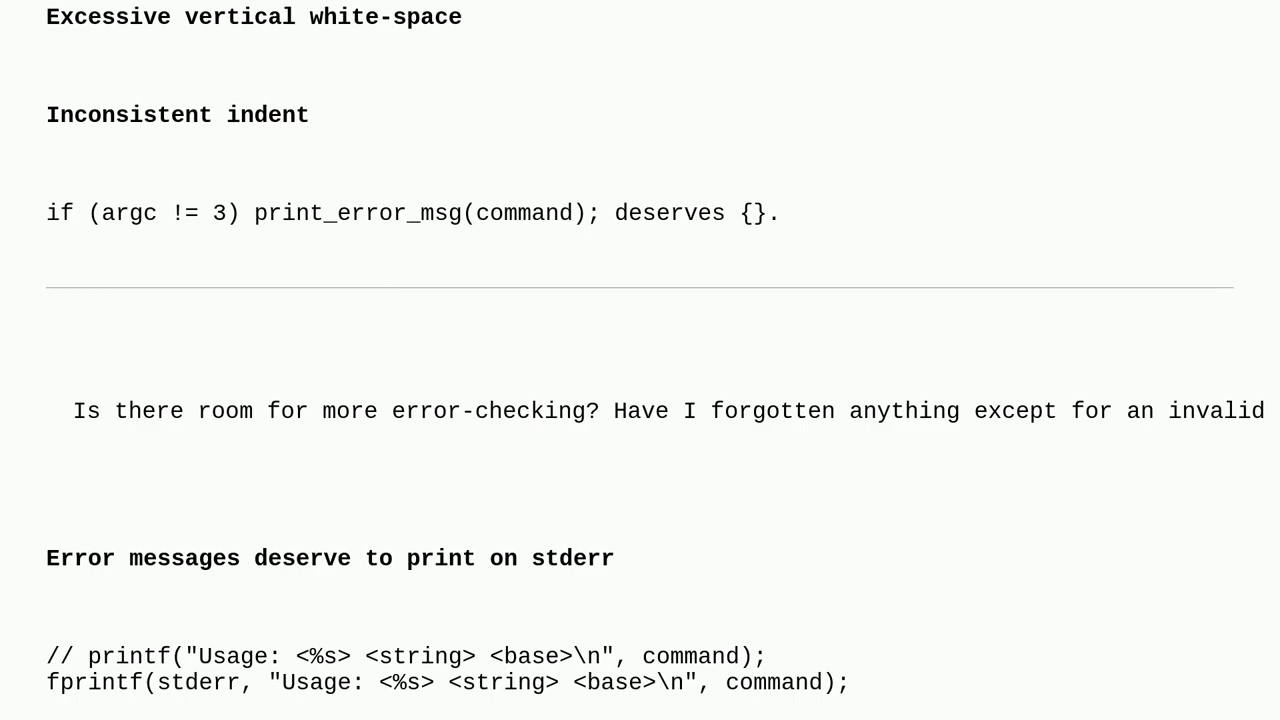 Excessive vertical white-space
Inconsistent indent
if (argc != 3) print_error_msg(command); deserves {}.
Is there room for more error-checking? Have I forgotten anything except for an invalid
Error messages deserve to print on stderr
// printf("Usage: <%s> <string> <base>\n", command);
fprintf(stderr, "Usage: <%s> <string> <base>\n", command);